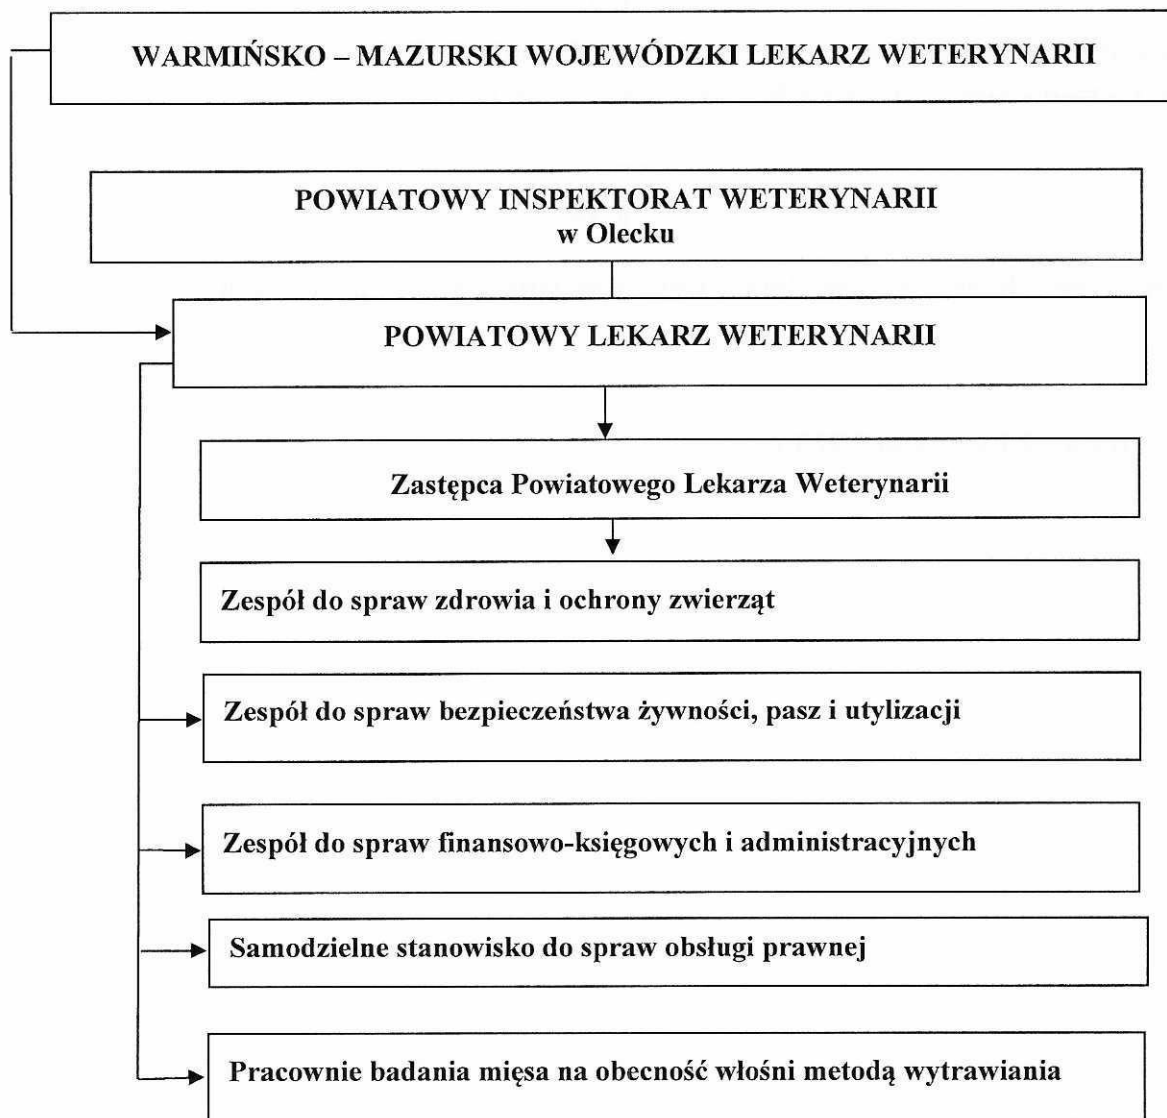 WARMIŃSKO – MAZURSKI WOJEWÓDZKI LEKARZ WETERYNARII
POWIATOWY INSPEKTORAT WETERYNARII
w Olecku
POWIATOWY LEKARZ WETERYNARII
Zastępca Powiatowego Lekarza Weterynarii
Zespół do spraw zdrowia i ochrony zwierząt
Zespół do spraw bezpieczeństwa żywności, pasz i utylizacji
Zespół do spraw finansowo-księgowych i administracyjnych
Samodzielne stanowisko do spraw obsługi prawnej
Pracownie badania mięsa na obecność włośni metodą wytrawiania